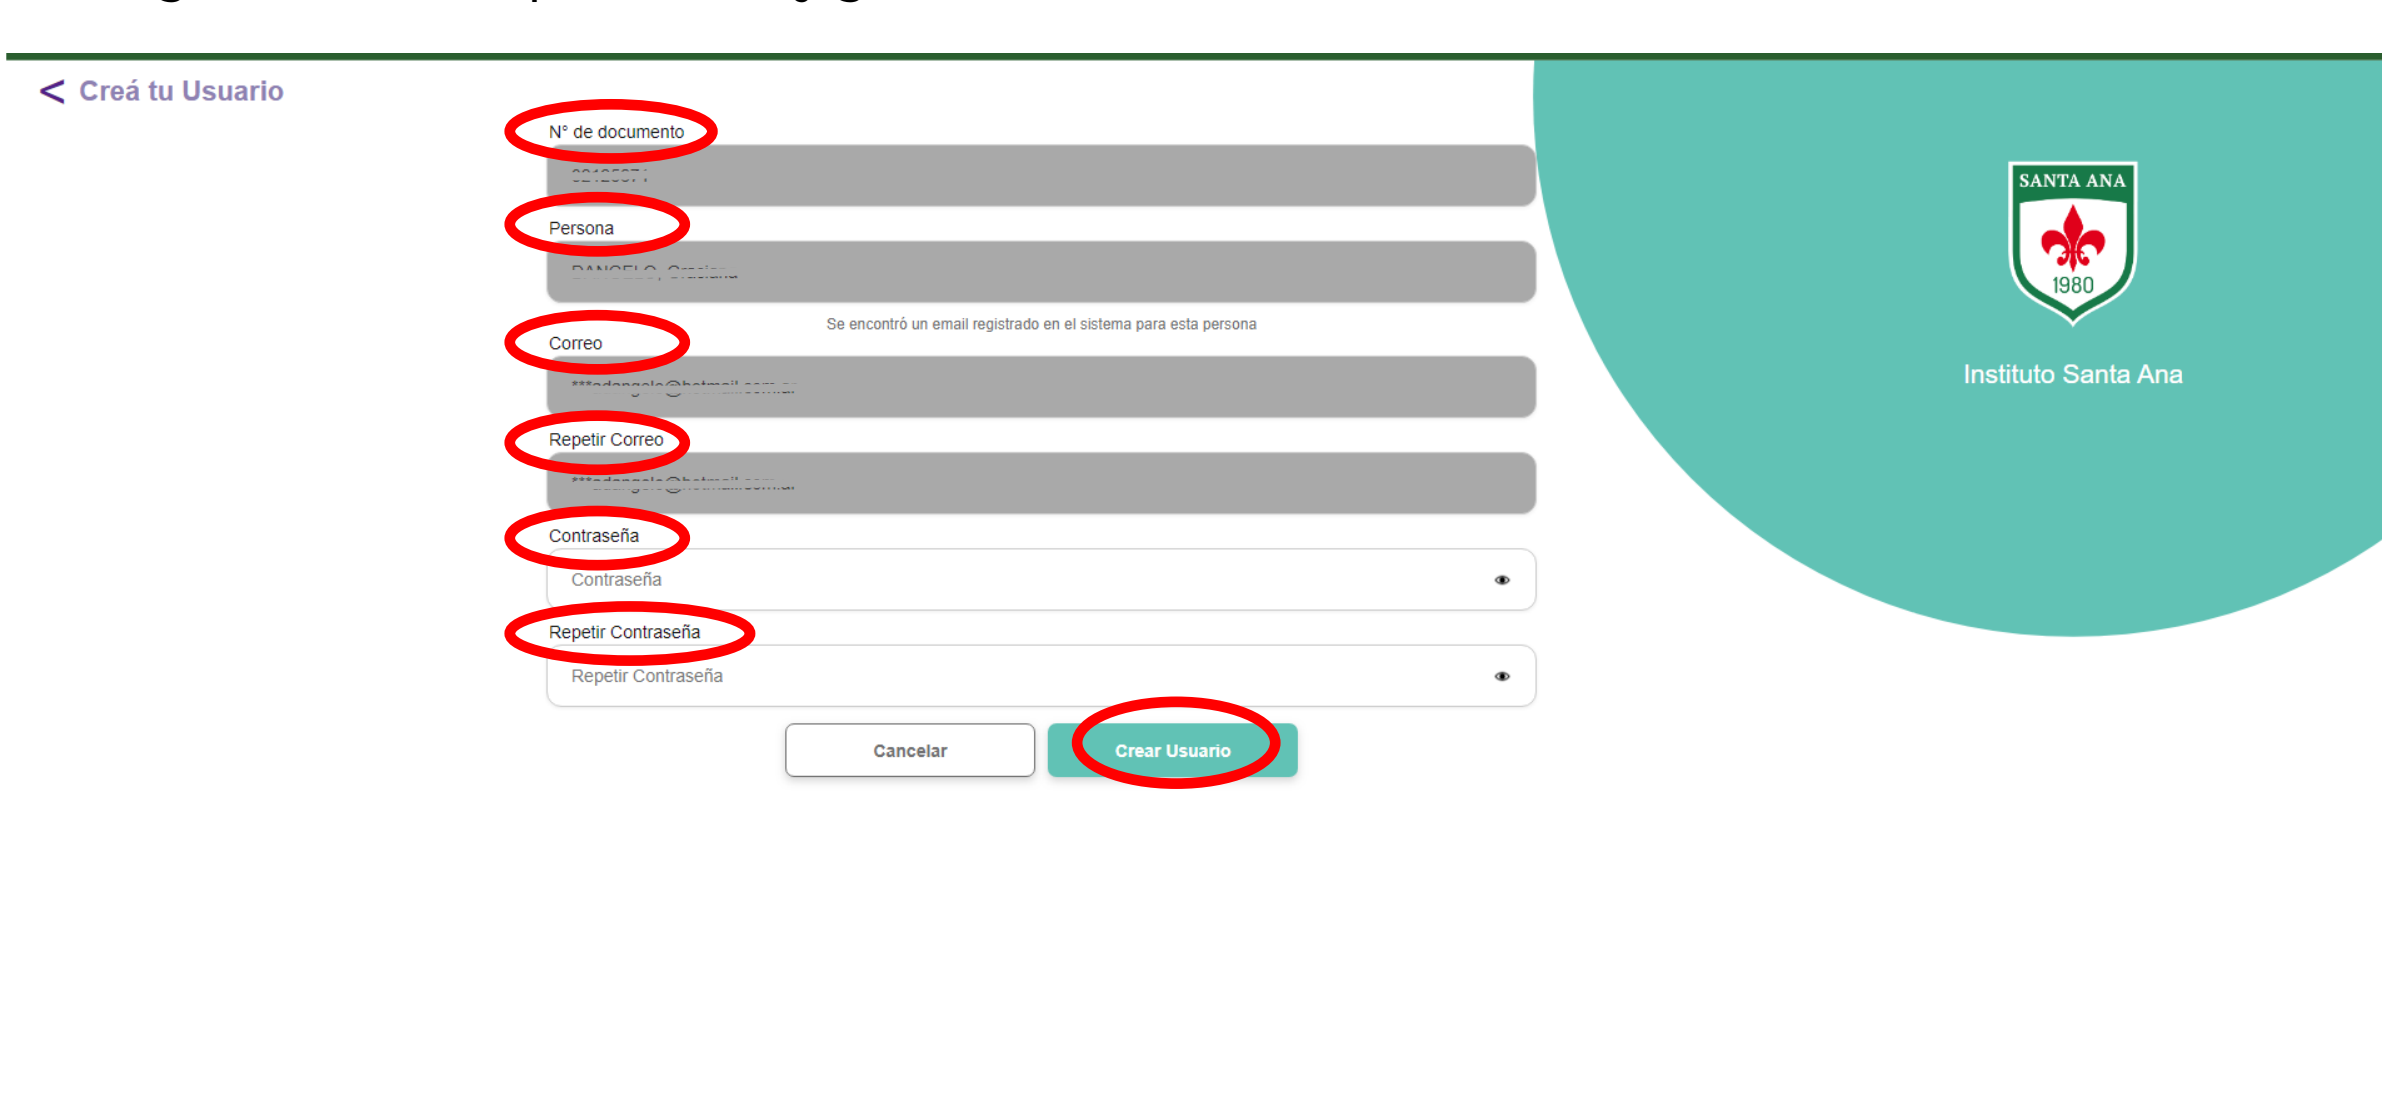 < Creá tu Usuario
N° de documento
Persona
Se encontró un email registrado en el sistema para esta persona
Correo
Repetir Correo
Contraseña
Contraseña
Repetir Contraseña
Repetir Contraseña
Cancelar
Crear Usuario
SANTA ANA
1980
Instituto Santa Ana